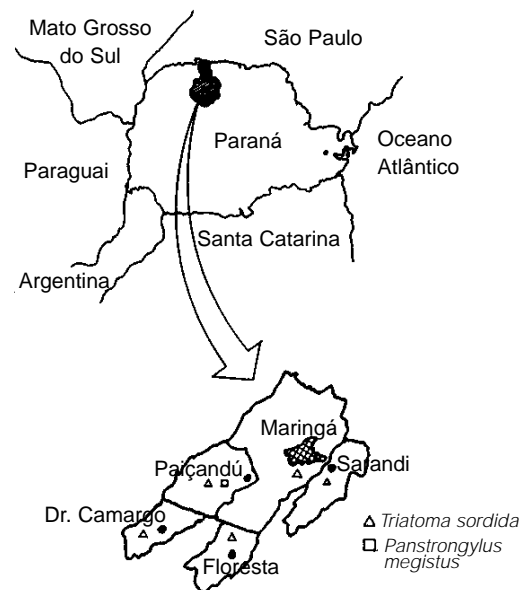 Mato Grosso
do Sul
São Paulo
Paraná
Oceano
Atlântico
Paraguai
Santa Catarina
Argentina
Maringá
Paiçandú
Sarandi
Dr. Camargo
Floresta
Triatoma sordida
Panstrongylus
megistus